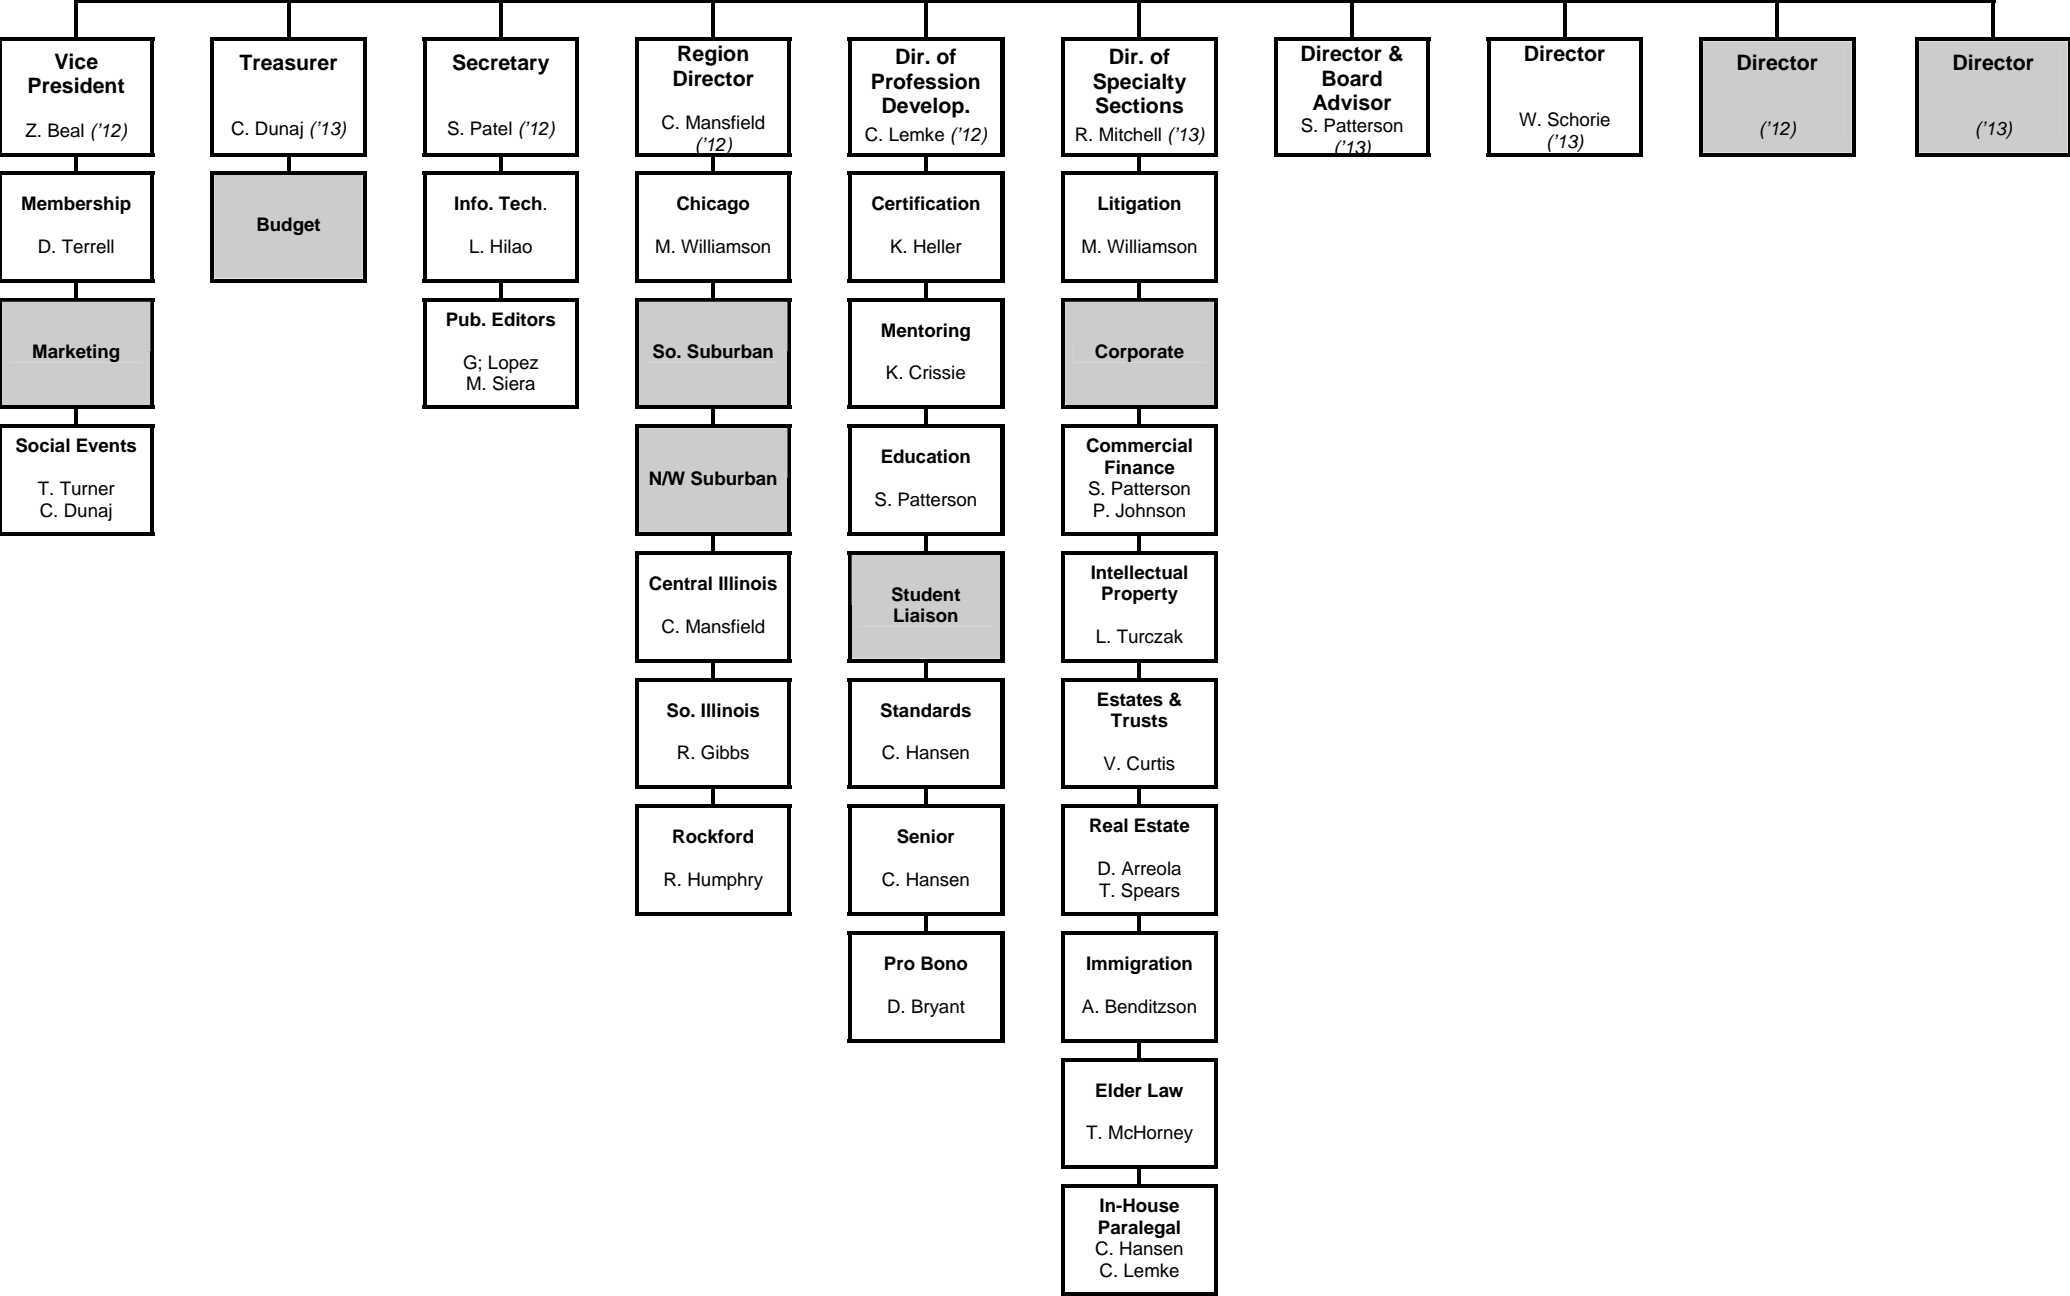 Vice
President
Z. Beal ('12)
Membership
D. Terrell
Marketing
Social Events
T. Turner
C. Dunaj
Treasurer
C. Dunaj ('13)
Budget
Secretary
S. Patel ('12)
Info. Tech.
L. Hilao
Pub. Editors
G; Lopez
M. Siera
Region
Director
C. Mansfield
('12)
Chicago
M. Williamson
So. Suburban
N/W Suburban
Central Illinois
C. Mansfield
So. Illinois
R. Gibbs
Rockford
R. Humphry
Dir. of
Profession
Develop.
C. Lemke ('12)
Certification
K. Heller
Mentoring
K. Crissie
Education
S. Patterson
Student
Liaison
Standards
C. Hansen
Senior
C. Hansen
Pro Bono
D. Bryant
Dir. of
Specialty
Sections
R. Mitchell ('13)
Litigation
M. Williamson
Corporate
Commercial
Finance
S. Patterson
P. Johnson
Intellectual
Property
L. Turczak
Estates &
Trusts
V. Curtis
Real Estate
D. Arreola
T. Spears
Immigration
A. Benditzson
Elder Law
T. McHorney
In-House
Paralegal
C. Hansen
C. Lemke
Director &
Board
Advisor
S. Patterson
('13)
Director
W. Schorie
('13)
Director
('12)
Director
('13)